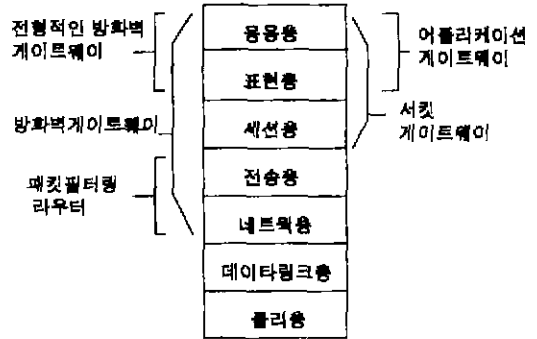 전형적인 방화벽
게이트웨이
방화벽게이트웨이
패킷필터링
라우터
응용층
표현층
세션층
전송층
네트웍층
데이타링크층
물리층
어플리케이션
게이트웨이
서킷
게이트웨이